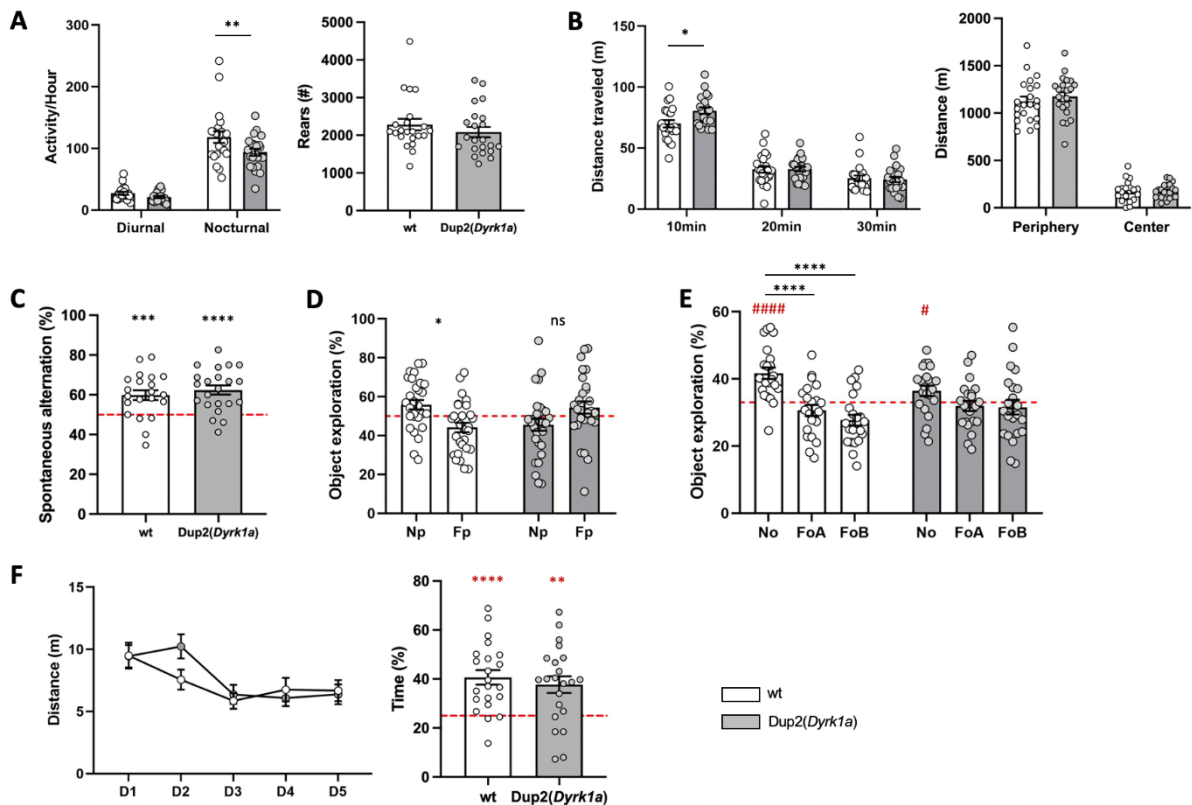 A
Activity/Hour
300
200
100
0
**
Diurnal
Nocturnal
Rears (#)
5000
4000
3000
2000
1000
0
wt
Dup2(Dyrk1a)
B
Distance traveled (m)
150
100
50
0
*
10min
20min
30min
Distance (m)
2000
1500
1000
500
0
Periphery
Center
C
Spontaneous alternation (%)
100
80
60
40
20
0
***
****
wt
Dup2(Dyrk1a)
D
Object exploration (%)
100
80
60
40
20
0
*
ns
Np
Fp
Np
Fp
E
Object exploration (%)
60
40
20
0
####
****
****
#
No
FoA
FoB
No
FoA
FoB
F
Distance (m)
15
10
5
0
D1
D2
D3
D4
D5
Time (%)
80
60
40
20
0
****
**
wt
Dup2(Dyrk1a)
wt
Dup2(Dyrk1a)